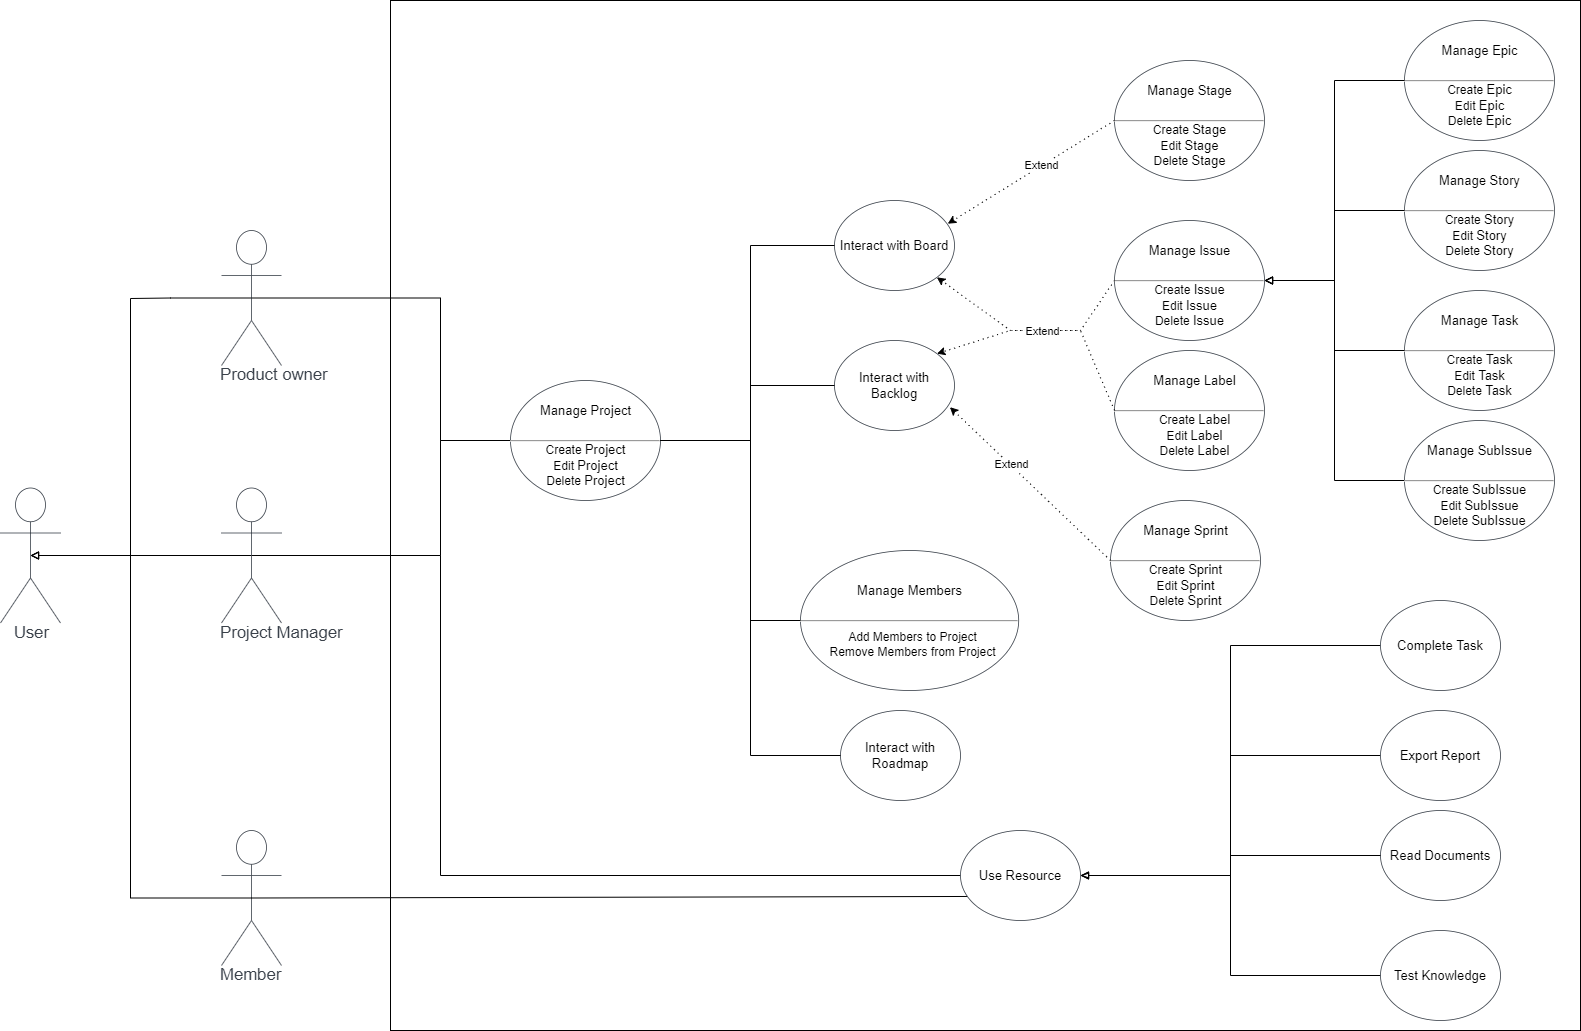 Manage Epic
Create Epic
Edit Epic
Delete Epic
Manage Stage
Create Stage
Edit Stage
Delete Stage
Extend
Manage Story
Create Story
Edit Story
Delete Story
Interact with Board
Manage Issue
Create Issue
Edit Issue
Delete Issue
Extend
Manage Task
Create Task
Edit Task
Delete Task
Product owner
Interact with
Backlog
Manage Label
Create Label
Edit Label
Delete Label
Manage Project
Create Project
Edit Project
Delete Project
Extend
Manage SubIssue
Create SubIssue
Edit SubIssue
Delete SubIssue
Manage Sprint
Create Sprint
Edit Sprint
Delete Sprint
User
Project Manager
Manage Members
Add Members to Project
Remove Members from Project
Complete Task
Interact with
Roadmap
Export Report
Read Documents
Use Resource
Member
Test Knowledge